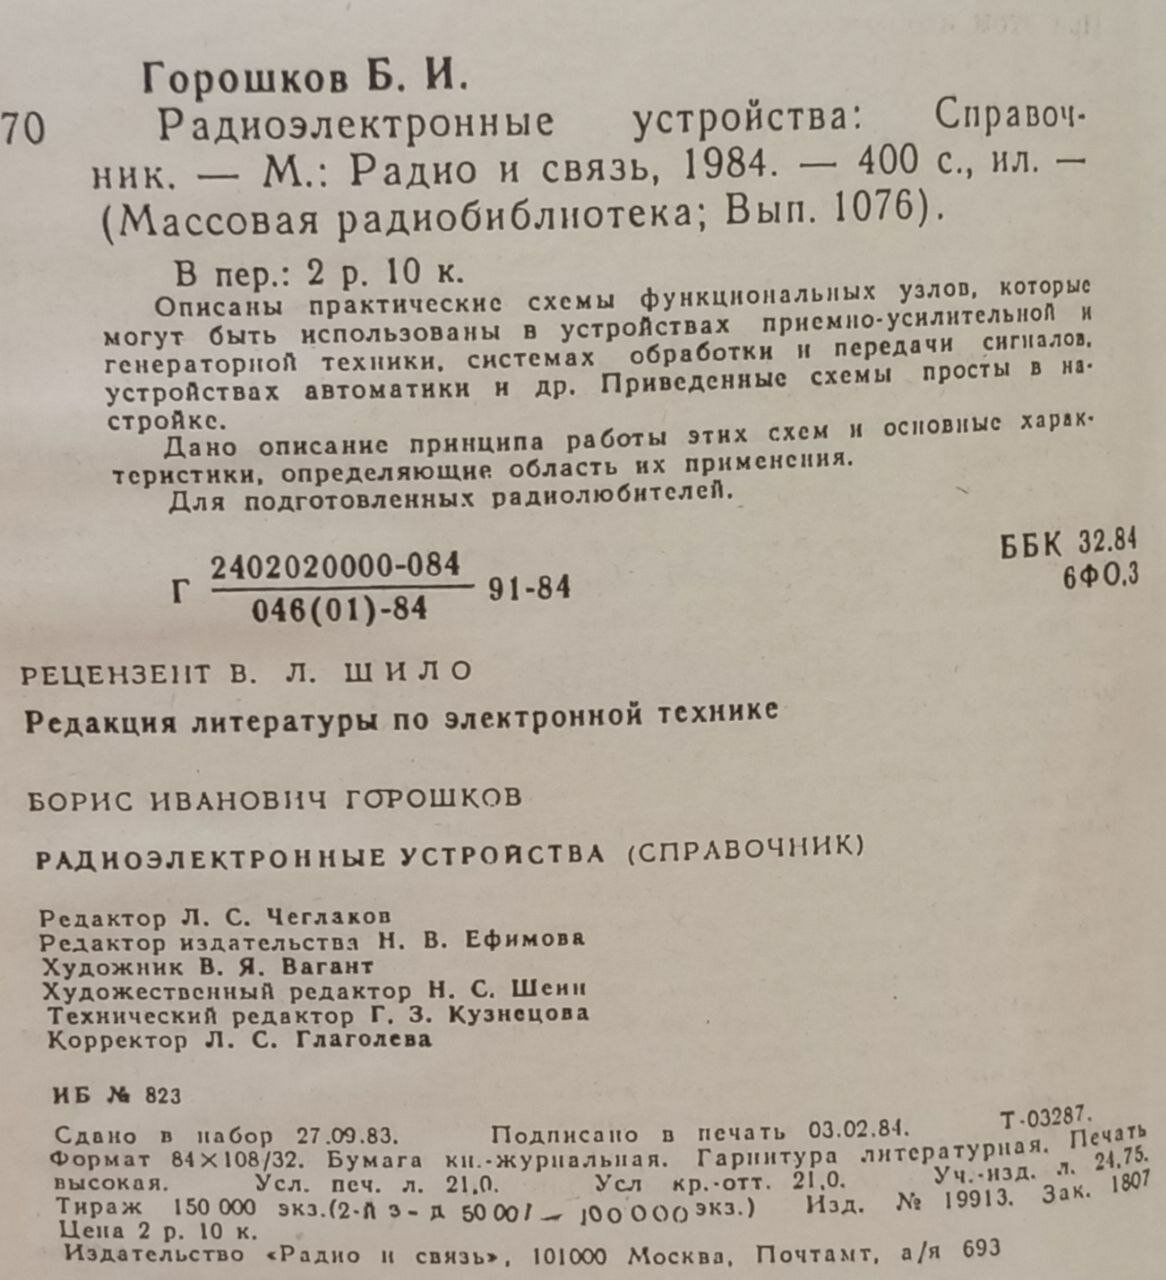 Горошков Б. И.
70 Радиоэлектронные устройства: Справоч-
ник. — М.: Радио и связь, 1984. — 400 с., ил. —
(Массовая радиобиблиотека; Вып. 1076).
В пер.: 2 р. 10 к.
Описаны практические схемы функциональных узлов, которые
могут быть использованы в устройствах приемно-усилительной и
генераторной техники, системах обработки и передачи сигналов,
устройствах автоматики и др. Приведенные схемы просты в на-
стройке.
Дано описание принципа работы этих схем и основные харак-
теристики, определяющие область их применения.
Для подготовленных радиолюбителей.
2402020000-084
Г 91-84
046(01)-84
ББК 32.84
6Ф0.3
РЕЦЕНЗЕНТ В. Л. ШИЛО
Редакция литературы по электронной технике
БОРИС ИВАНОВИЧ ГОРОШКОВ
РАДИОЭЛЕКТРОННЫЕ УСТРОЙСТВА (СПРАВОЧНИК)
Редактор Л. С. Чеглаков
Редактор издательства Н. В. Ефимова
Художник В. Я. Вагант
Художественный редактор Н. С. Шеин
Технический редактор Г. З. Кузнецова
Корректор Л. С. Глаголева
ИБ № 823
Сдано в набор 27.09.83. Подписано в печать 03.02.84. Т-03287.
Формат 84×108/32. Бумага кн.-журнальная. Гарнитура литературная. Печать
высокая. Усл. печ. л. 21,0. Усл кр.-отт. 21,0. Уч.-изд. л. 24,75.
Тираж 150 000 экз.(2-й з-д 50 001 — 100 000 экз.) Изд. № 19913. Зак. 1807
Цена 2 р. 10 к.
Издательство «Радио и связь», 101000 Москва, Почтамт, а/я 693